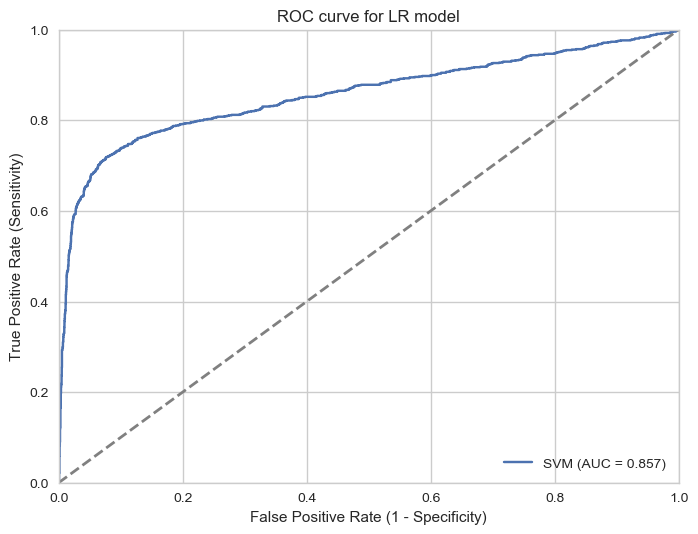 ROC curve for LR model
True Positive Rate (Sensitivity)
1.0
0.8
0.6
0.4
0.2
0.0
SVM (AUC = 0.857)
0.0 0.2 0.4 0.6 0.8 1.0
False Positive Rate (1 - Specificity)